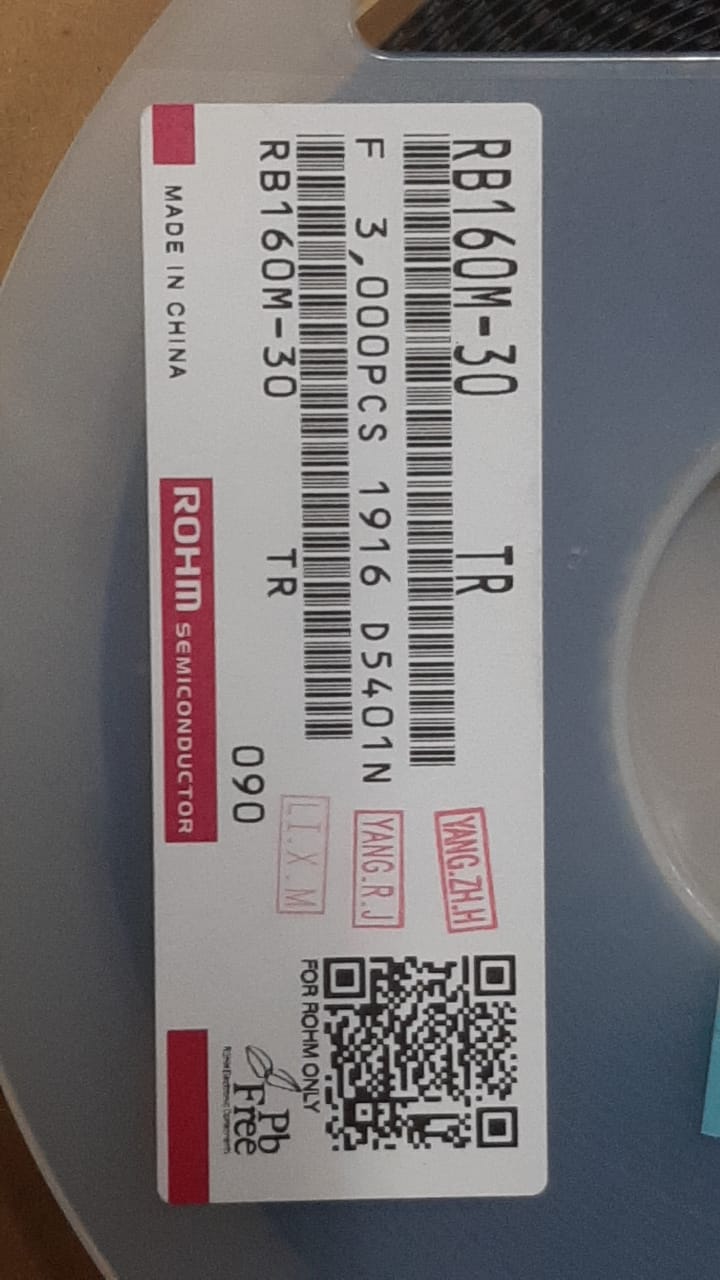 RB160M-30 TR
F 3,000PCS 1916 D5401N
RB160M-30 TR
090
YANG.ZH.H
YANG.R.J
LI.X.M
FOR ROHM ONLY
Pb
Free
MADE IN CHINA
ROHM SEMICONDUCTOR